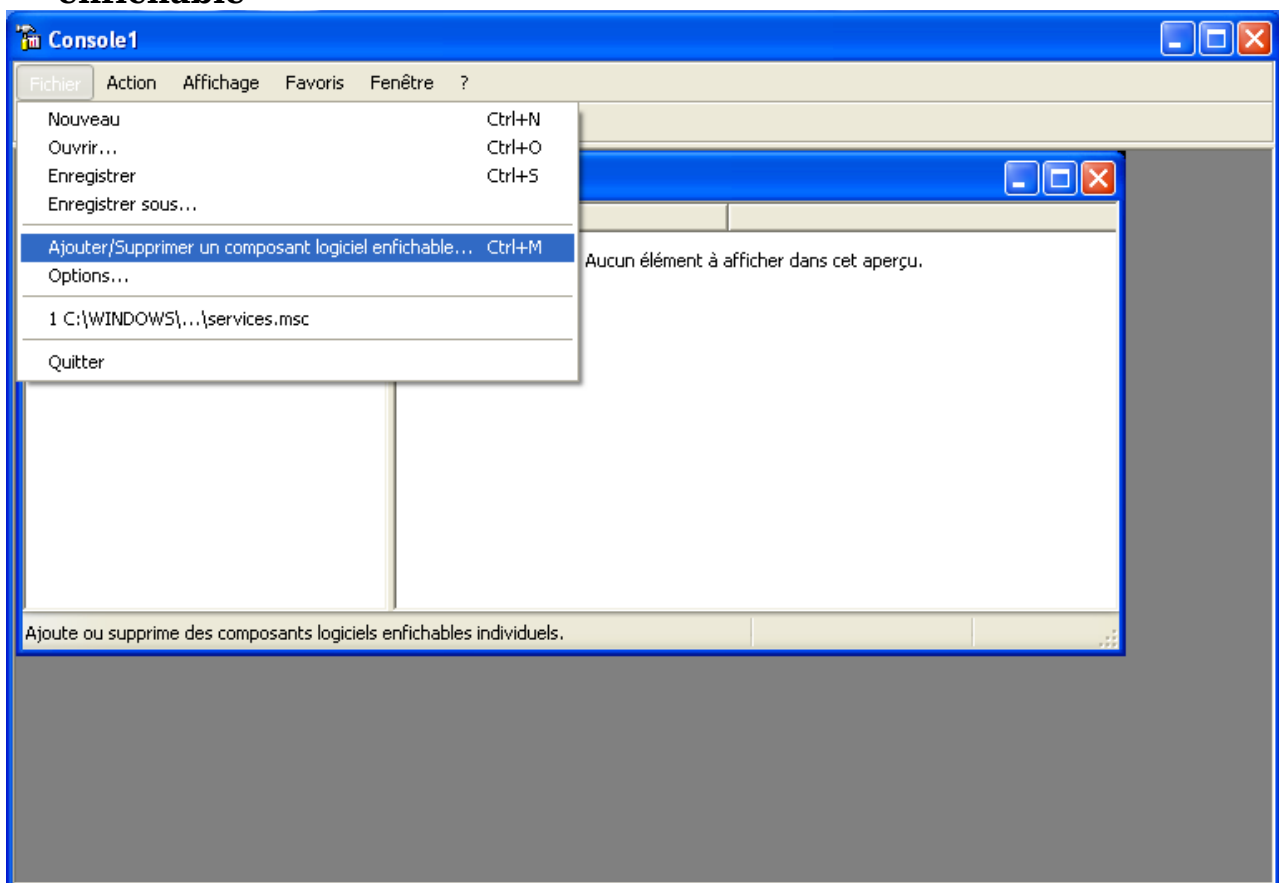 enfichable
Console1
Fichier Action Affichage Favoris Fenêtre ?
Nouveau Ctrl+N
Ouvrir... Ctrl+O
Enregistrer Ctrl+S
Enregistrer sous...
Ajouter/Supprimer un composant logiciel enfichable... Ctrl+M
Options...
1 C:\WINDOWS\...\services.msc
Quitter
Aucun élément à afficher dans cet aperçu.
Ajoute ou supprime des composants logiciels enfichables individuels.